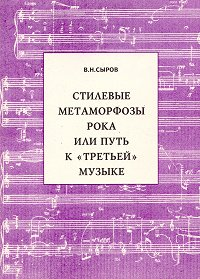 В.Н.СЫРОВ
СТИЛЕВЫЕ
МЕТАМОРФОЗЫ
РОКА
ИЛИ ПУТЬ
К «ТРЕТЬЕЙ»
МУЗЫКЕ